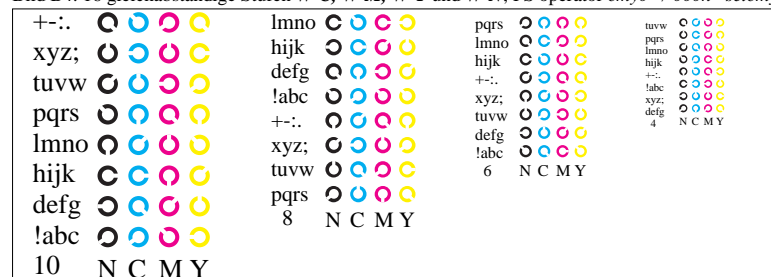 +-:.
xyz;
tuvw
pqrs
lmno
hijk
defg
!abc
10 N C M Y
lmno
hijk
defg
!abc
+-:.
xyz;
tuvw
pqrs
8 N C M Y
pqrs
lmno
hijk
+-:.
xyz;
tuvw
defg
!abc
6 N C M Y
tuvw
pqrs
lmno
hijk
+-:.
!abc
xyz;
defg
4 N C M Y